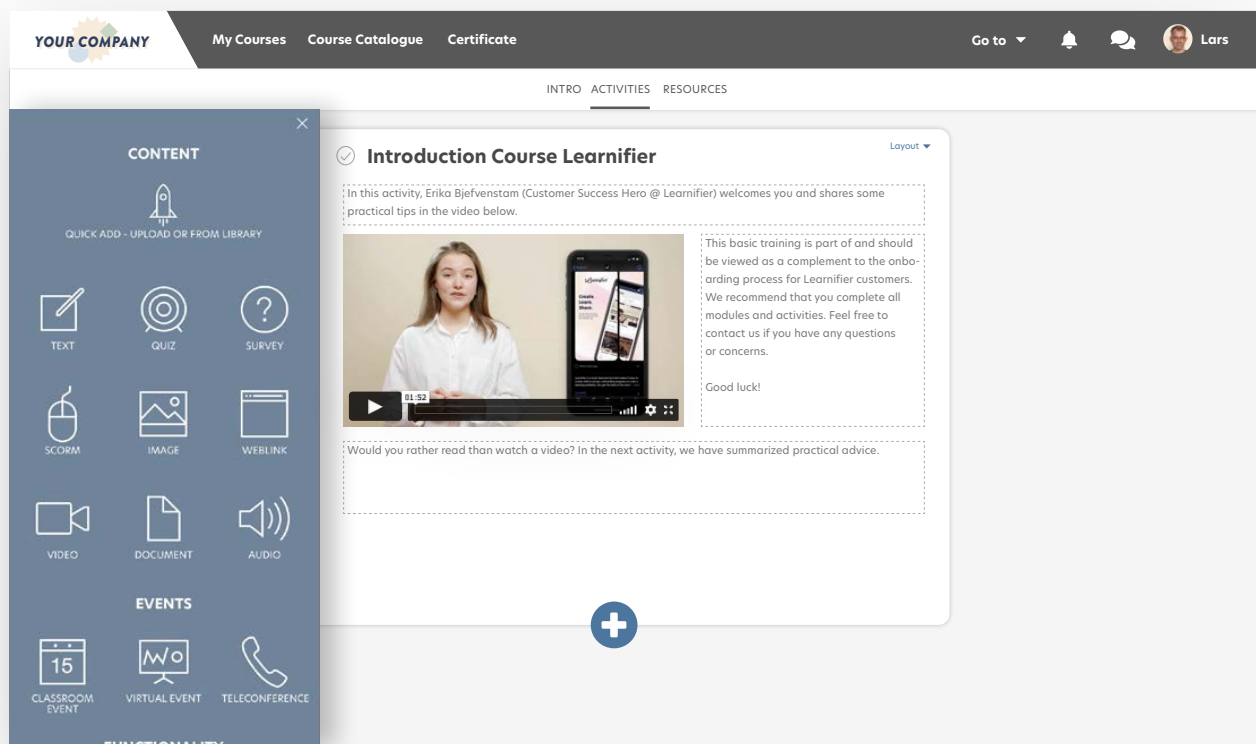 YOUR COMPANY
My Courses
Course Catalogue
Certificate
Go to
Lars
INTRO
ACTIVITIES
RESOURCES
CONTENT
QUICK ADD - UPLOAD OR FROM LIBRARY
TEXT
QUIZ
SURVEY
SCORM
IMAGE
WEBLINK
VIDEO
DOCUMENT
AUDIO
EVENTS
15
CLASSROOM
EVENT
VIRTUAL EVENT
TELECONFERENCE
FUNCTIONALITY
Introduction Course Learnifier
Layout
In this activity, Erika Bjefvenstam (Customer Success Hero @ Learnifier) welcomes you and shares some
practical tips in the video below.
Learnifier
Create.
Learn.
Share.
01:52
This basic training is part of and should
be viewed as a complement to the onbo-
arding process for Learnifier customers.
We recommend that you complete all
modules and activities. Feel free to
contact us if you have any questions
or concerns.
Good luck!
Would you rather read than watch a video? In the next activity, we have summarized practical advice.